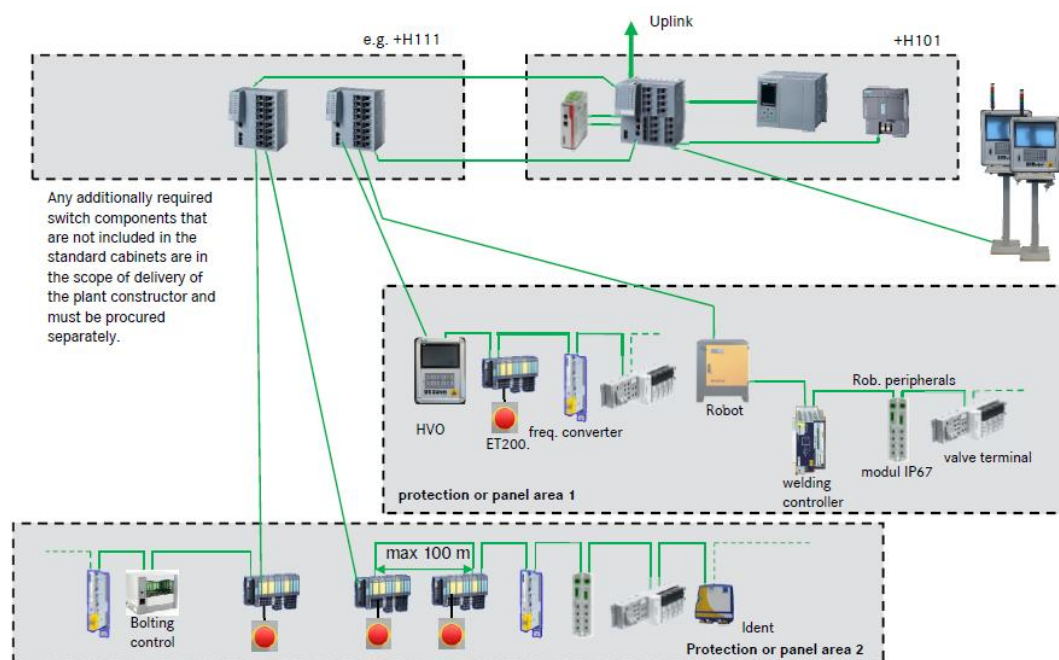 Uplink
e.g. +H111
+H101
Any additionally required
switch components that
are not included in the
standard cabinets are in
the scope of delivery of
the plant constructor and
must be procured
separately.
HVO
ET200.
freq. converter
Robot
Rob. peripherals
welding
controller
modul IP67
valve terminal
protection or panel area 1
max 100 m
Bolting
control
Ident
Protection or panel area 2